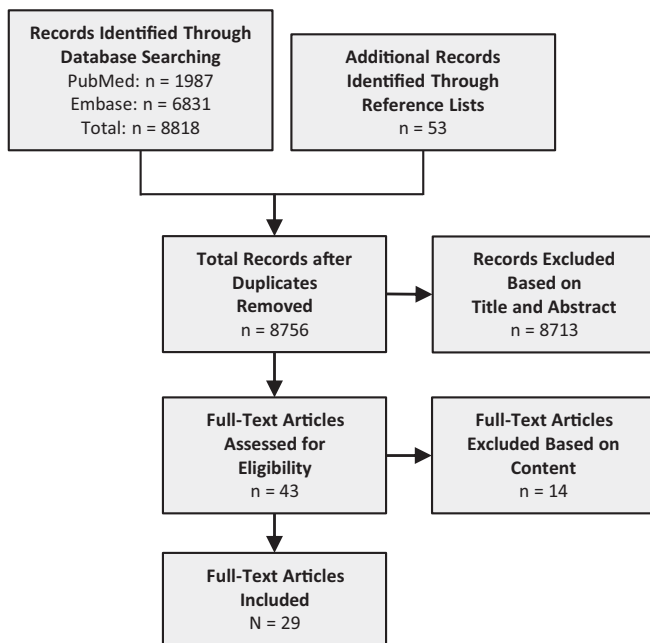 Records Identified Through
Database Searching
PubMed: n = 1987
Embase: n = 6831
Total: n = 8818
Additional Records
Identified Through
Reference Lists
n = 53
Total Records after
Duplicates
Removed
n = 8756
Records Excluded
Based on
Title and Abstract
n = 8713
Full-Text Articles
Assessed for
Eligibility
n = 43
Full-Text Articles
Excluded Based on
Content
n = 14
Full-Text Articles
Included
N = 29